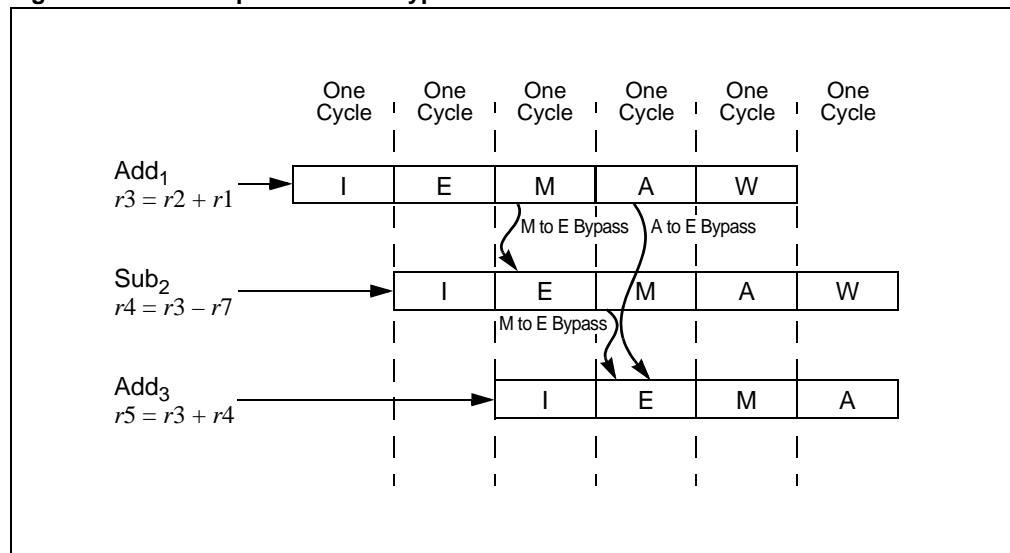 One One One One One One
Cycle Cycle Cycle Cycle Cycle Cycle
Add1
r3 = r2 + r1
I E M A W
M to E Bypass A to E Bypass
Sub2
r4 = r3 – r7
I E M A W
M to E Bypass
Add3
r5 = r3 + r4
I E M A